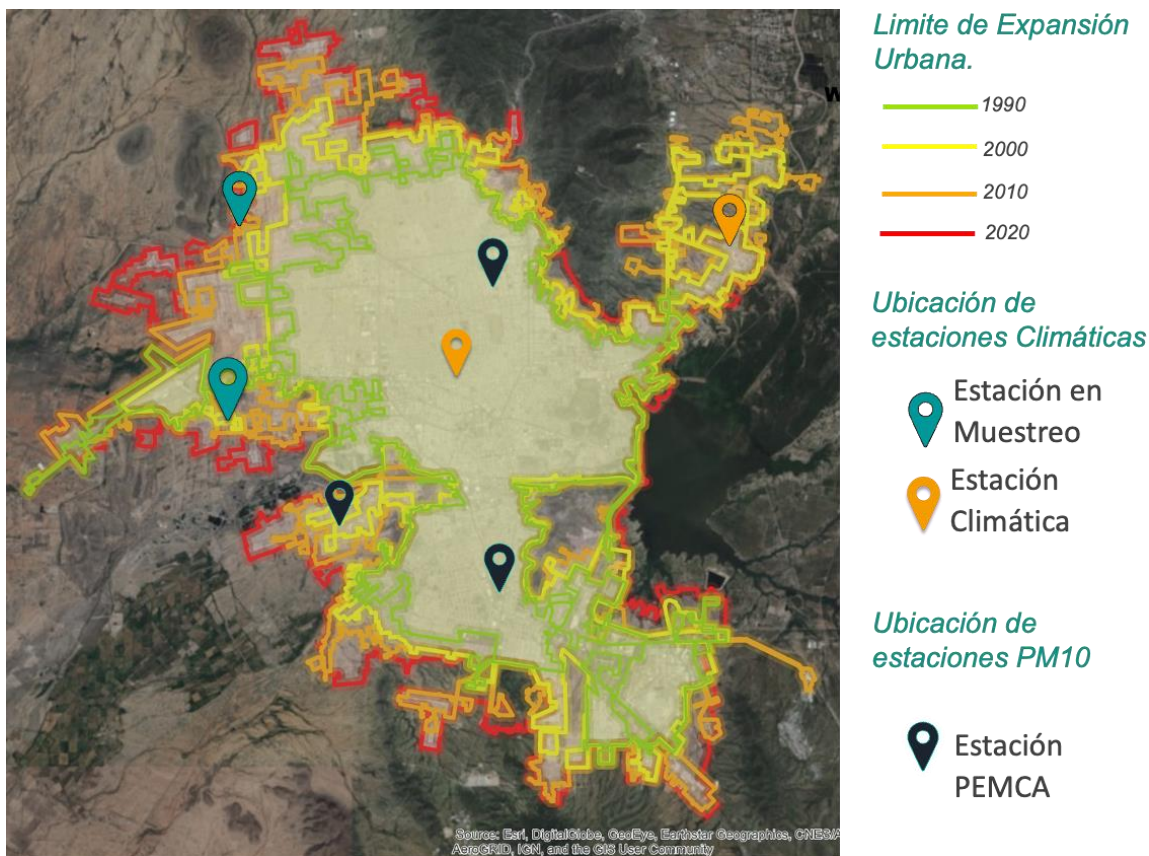 Limite de Expansión
Urbana.
1990
2000
2010
2020
Ubicación de
estaciones Climáticas
Estación en
Muestreo
Estación
Climática
Ubicación de
estaciones PM10
Estación
PEMCA
Source: Esri, DigitalGlobe, GeoEye, Earthstar Geographics, CNES/A
AeroGRID, IGN, and the GIS User Community